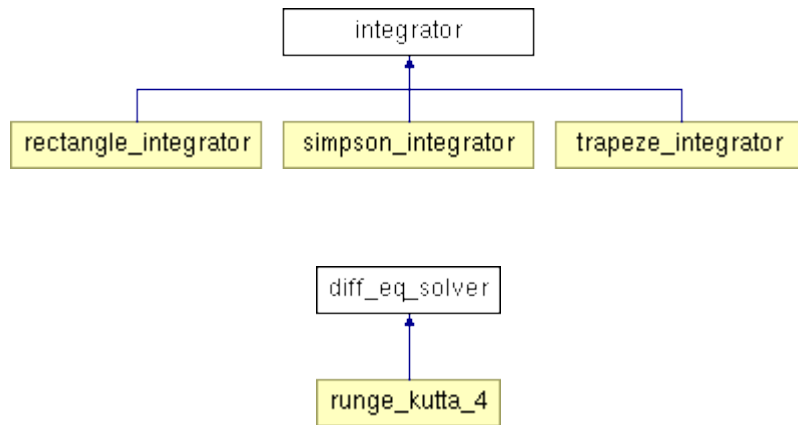 integrator
rectangle_integrator simpson_integrator trapeze_integrator
diff_eq_solver
runge_kutta_4